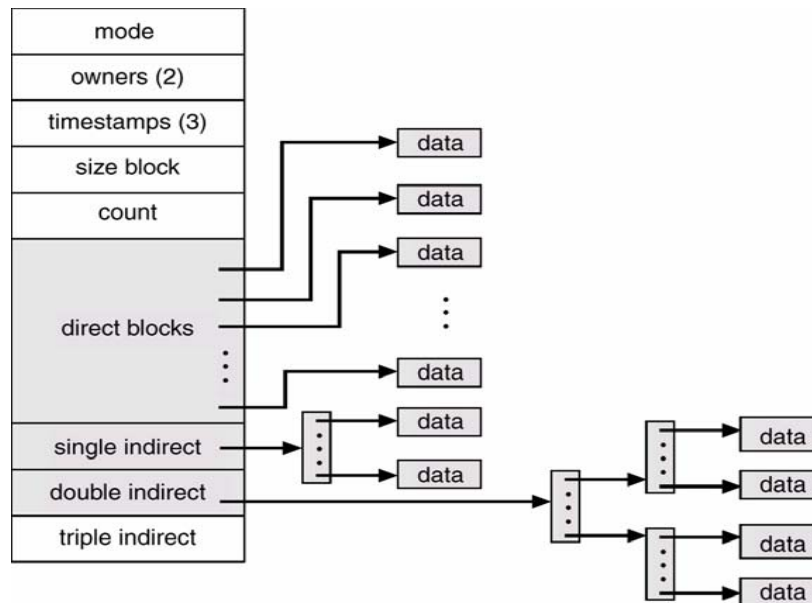 mode
owners (2)
timestamps (3)
size block
count
direct blocks
single indirect
double indirect
triple indirect
data
data
data
data
data
data
data
data
data
data